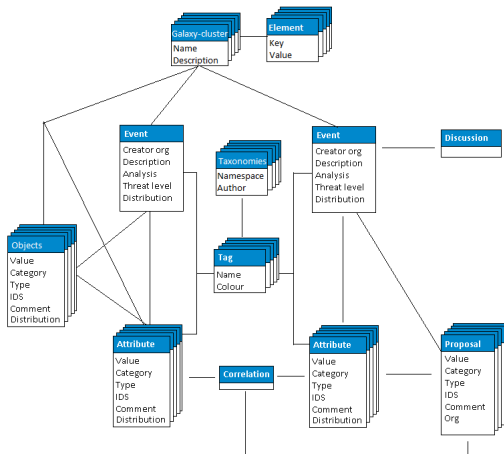 Galaxy-cluster
Name
Description
Element
Key
Value
Event
Creator org
Description
Analysis
Threat level
Distribution
Taxonomies
Namespace
Author
Event
Creator org
Description
Analysis
Threat level
Distribution
Discussion
Objects
Value
Category
Type
IDS
Comment
Distribution
Tag
Name
Colour
Attribute
Value
Category
Type
IDS
Comment
Distribution
Correlation
Attribute
Value
Category
Type
IDS
Comment
Distribution
Proposal
Value
Category
Type
IDS
Comment
Org